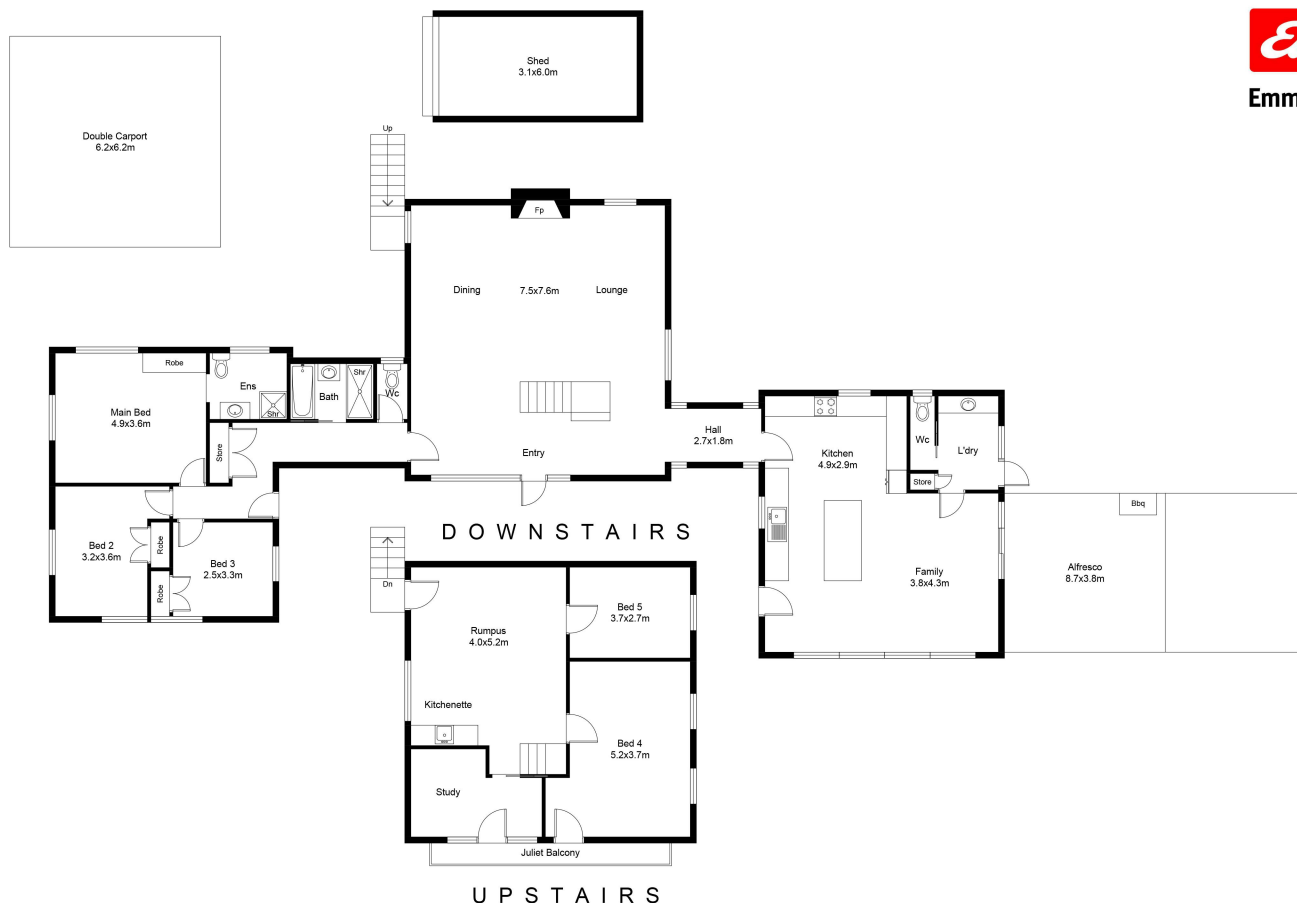 Shed
3.1x6.0m
Emm
Double Carport
6.2x6.2m
Up
Fp
Dining
7.5x7.6m
Lounge
Robe
Ens
Shr
Bath
Shr
Wc
Main Bed
4.9x3.6m
Store
Entry
Hall
2.7x1.8m
Kitchen
4.9x2.9m
Wc
L'dry
Store
Bed 2
3.2x3.6m
Robe
Robe
Bed 3
2.5x3.3m
DOWNSTAIRS
Bbq
Alfresco
8.7x3.8m
Family
3.8x4.3m
Dn
Rumpus
4.0x5.2m
Bed 5
3.7x2.7m
Kitchenette
Bed 4
5.2x3.7m
Study
Juliet Balcony
UPSTAIRS